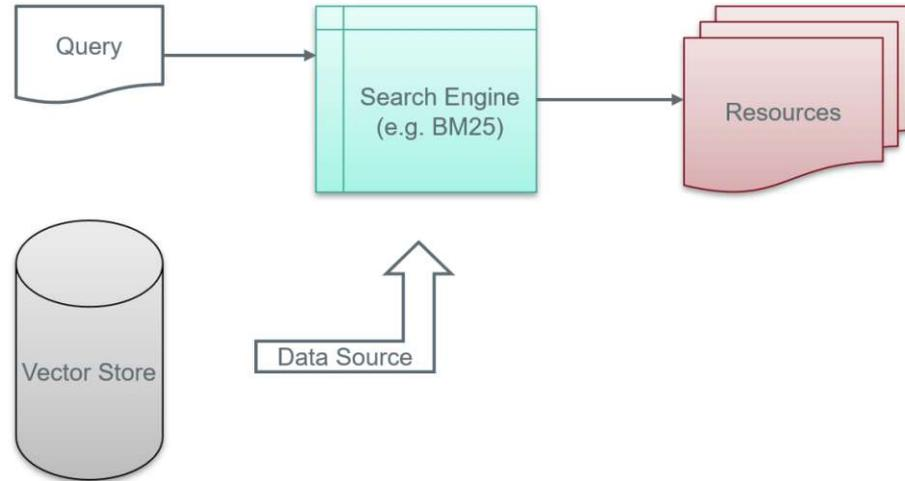 Query
Search Engine
(e.g. BM25)
Resources
Vector Store
Data Source